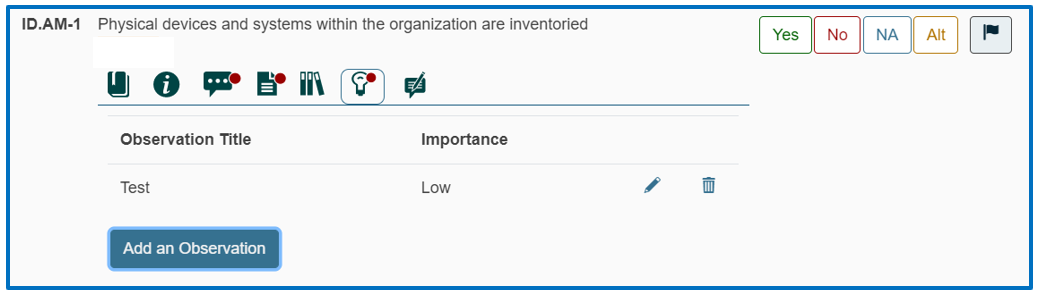 ID.AM-1 Physical devices and systems within the organization are inventoried
Yes No NA Alt
Observation Title Importance
Test Low
Add an Observation